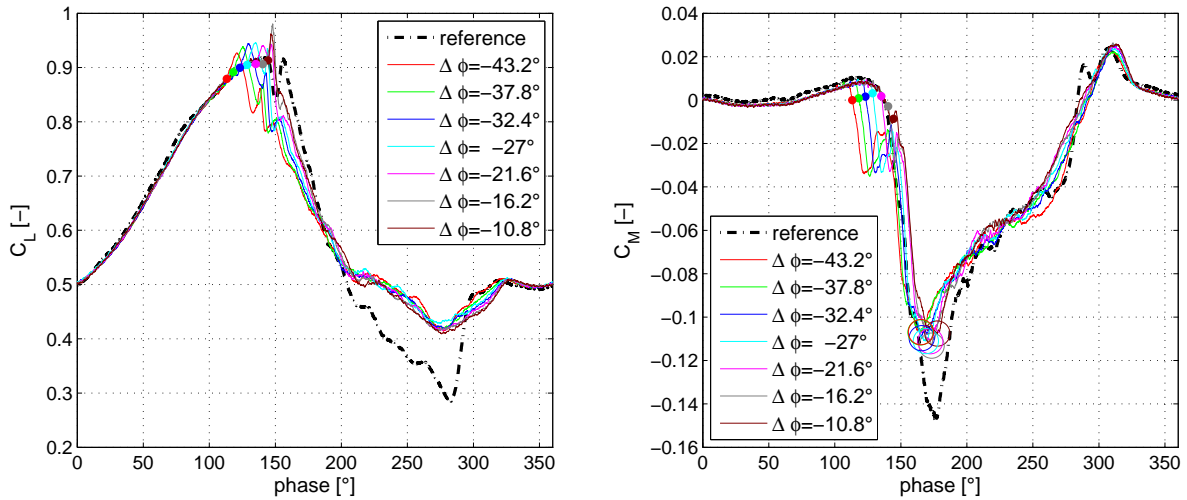 1
0.9
0.8
0.7
0.6
0.5
0.4
0.3
0.2
0 50 100 150 200 250 300 350
phase [°]
C_L [−]
reference
Δ ϕ=−43.2°
Δ ϕ=−37.8°
Δ ϕ=−32.4°
Δ ϕ= −27°
Δ ϕ=−21.6°
Δ ϕ=−16.2°
Δ ϕ=−10.8°
0.04
0.02
0
−0.02
−0.04
−0.06
−0.08
−0.1
−0.12
−0.14
−0.16
0 50 100 150 200 250 300 350
phase [°]
C_M [−]
reference
Δ ϕ=−43.2°
Δ ϕ=−37.8°
Δ ϕ=−32.4°
Δ ϕ= −27°
Δ ϕ=−21.6°
Δ ϕ=−16.2°
Δ ϕ=−10.8°